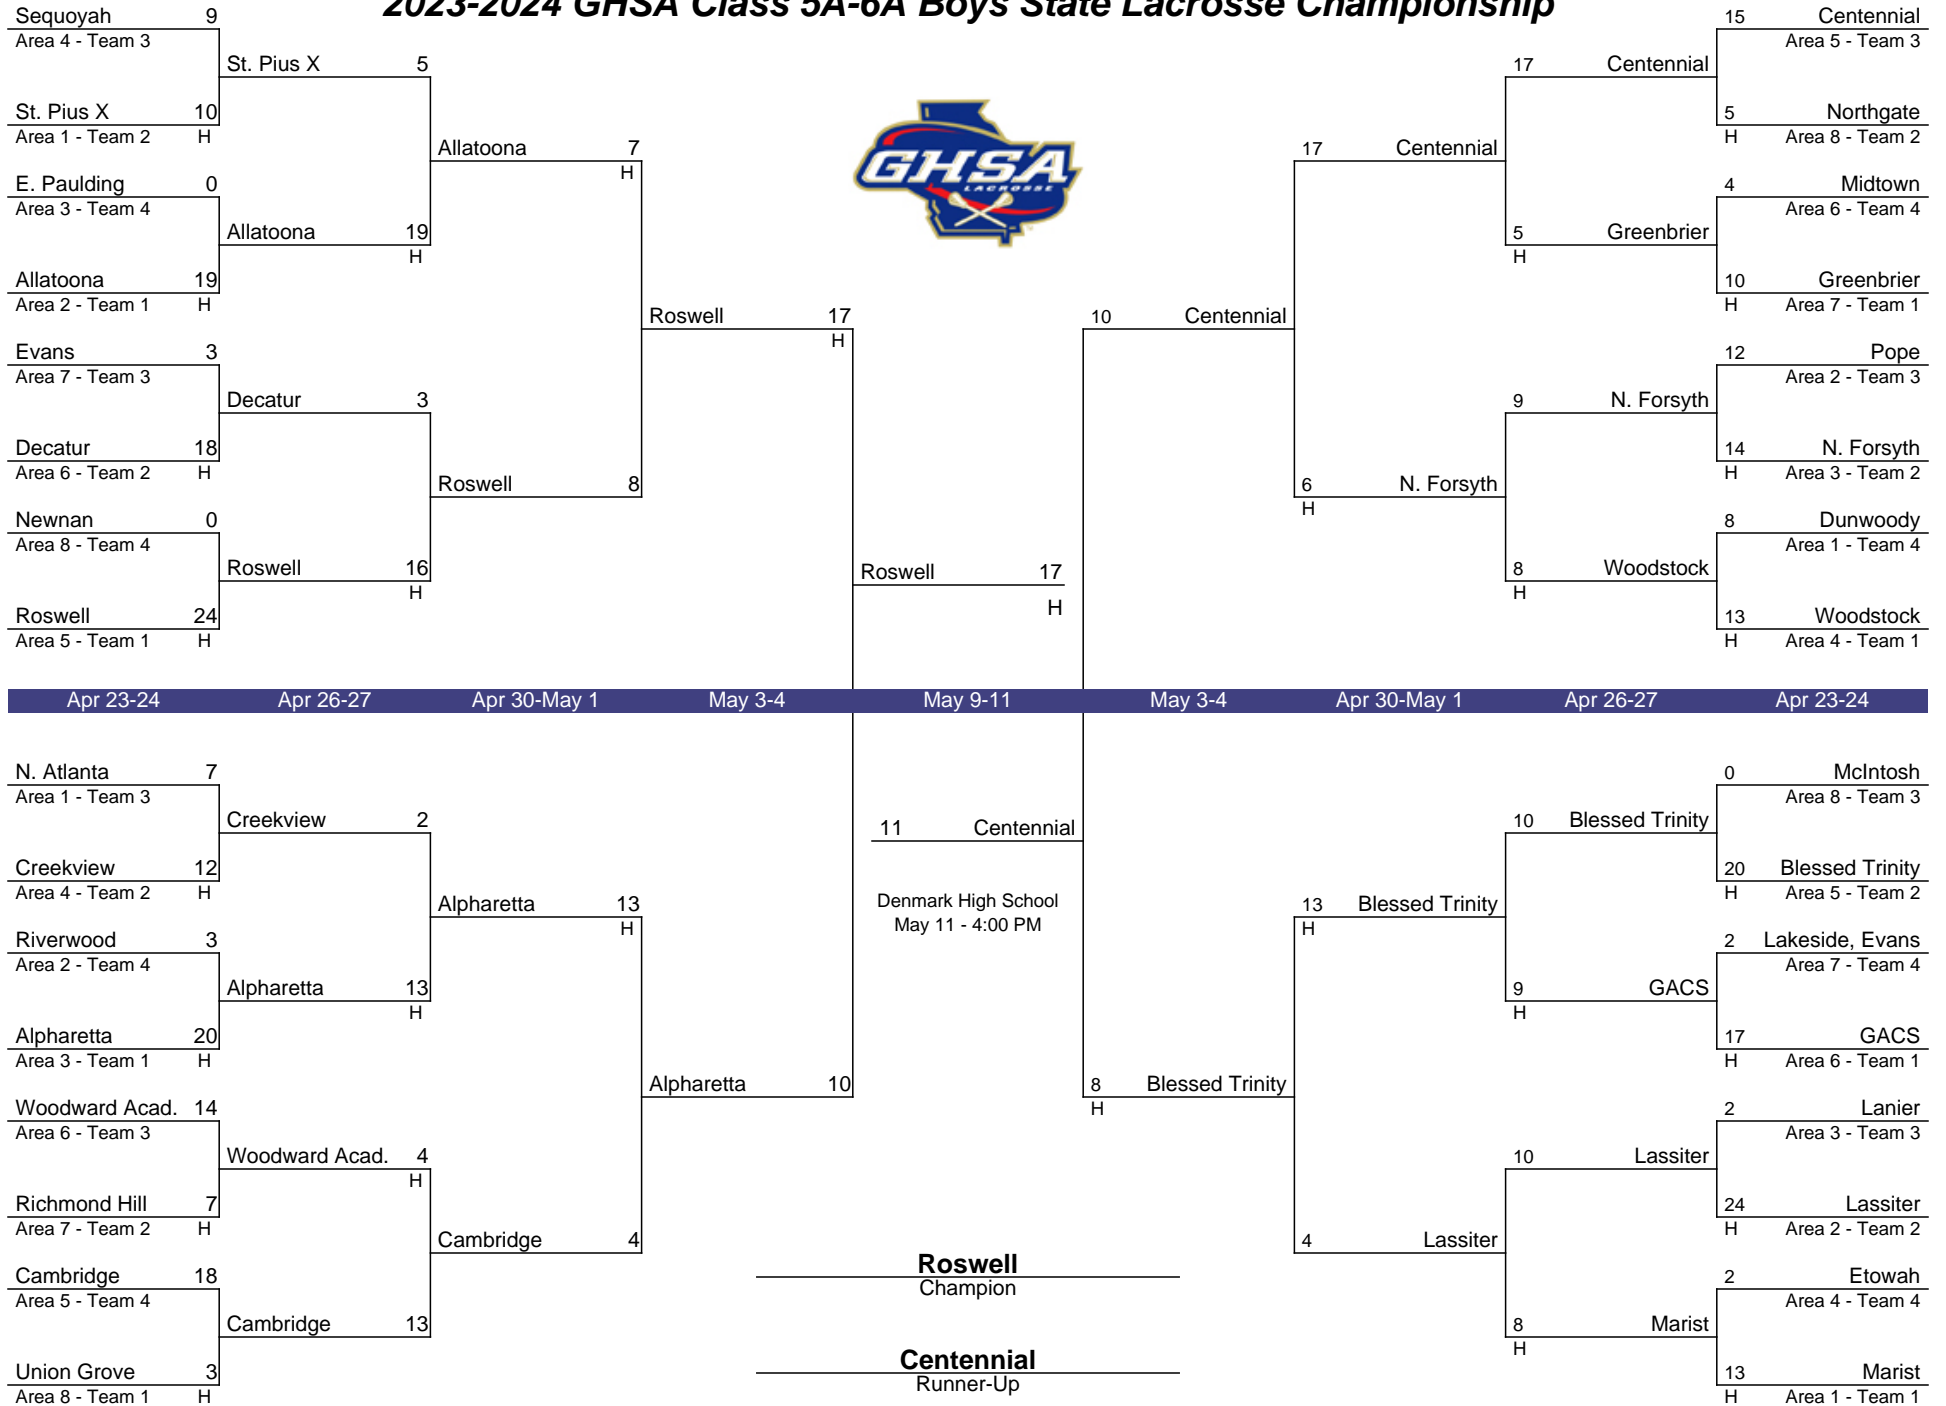 2023-2024 GHSA Class 5A-6A Boys State Lacrosse Championship
Sequoyah 9
Area 4 - Team 3
St. Pius X 5
St. Pius X 10
Area 1 - Team 2 H
Allatoona 7
H
E. Paulding 0
Area 3 - Team 4
Allatoona 19
H
Allatoona 19
Area 2 - Team 1 H
Roswell 17
H
Evans 3
Area 7 - Team 3
Decatur 3
Decatur 18
Area 6 - Team 2 H
Roswell 8
Newnan 0
Area 8 - Team 4
Roswell 16
H
Roswell 24
Area 5 - Team 1 H
GHSA
LACROSSE
Roswell 17
H
15 Centennial
Area 5 - Team 3
17 Centennial
5 Northgate
H Area 8 - Team 2
17 Centennial
4 Midtown
Area 6 - Team 4
5 Greenbrier
H
10 Greenbrier
H Area 7 - Team 1
10 Centennial
12 Pope
Area 2 - Team 3
9 N. Forsyth
14 N. Forsyth
H Area 3 - Team 2
6 N. Forsyth
H
8 Dunwoody
Area 1 - Team 4
8 Woodstock
H
13 Woodstock
H Area 4 - Team 1
Apr 23-24 Apr 26-27 Apr 30-May 1 May 3-4 May 9-11 May 3-4 Apr 30-May 1 Apr 26-27 Apr 23-24
N. Atlanta 7
Area 1 - Team 3
Creekview 2
Creekview 12
Area 4 - Team 2 H
Alpharetta 13
H
Riverwood 3
Area 2 - Team 4
Alpharetta 13
H
Alpharetta 20
Area 3 - Team 1 H
Alpharetta 10
Woodward Acad. 14
Area 6 - Team 3
Woodward Acad. 4
H
Richmond Hill 7
Area 7 - Team 2 H
Cambridge 4
Cambridge 18
Area 5 - Team 4
Cambridge 13
Union Grove 3
Area 8 - Team 1 H
11 Centennial
Denmark High School
May 11 - 4:00 PM
Roswell
Champion
Centennial
Runner-Up
0 McIntosh
Area 8 - Team 3
10 Blessed Trinity
20 Blessed Trinity
H Area 5 - Team 2
13 Blessed Trinity
H
2 Lakeside, Evans
Area 7 - Team 4
9 GACS
H
17 GACS
H Area 6 - Team 1
8 Blessed Trinity
H
2 Lanier
Area 3 - Team 3
10 Lassiter
24 Lassiter
H Area 2 - Team 2
4 Lassiter
2 Etowah
Area 4 - Team 4
8 Marist
H
13 Marist
H Area 1 - Team 1